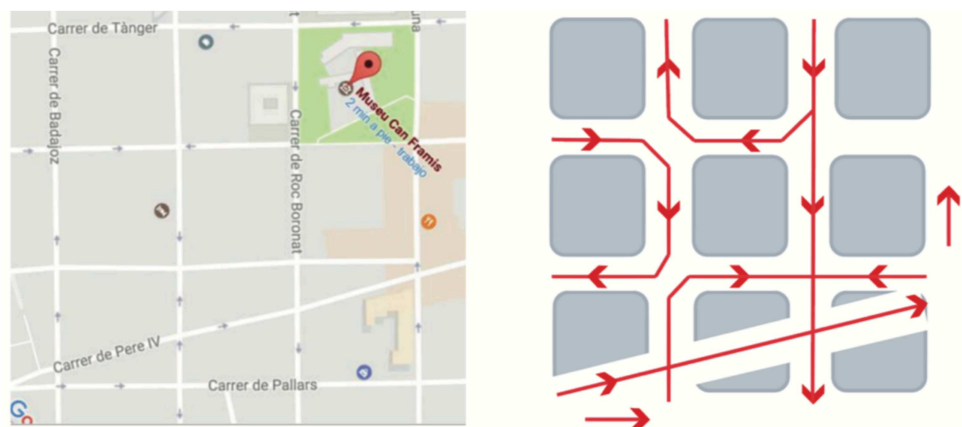 Carrer de Tànger
Carrer de Badajoz
Museu Can Framis
2 min a pie - trabajo
Carrer de Roc Boronat
Carrer de Pere IV
Carrer de Pallars
Go